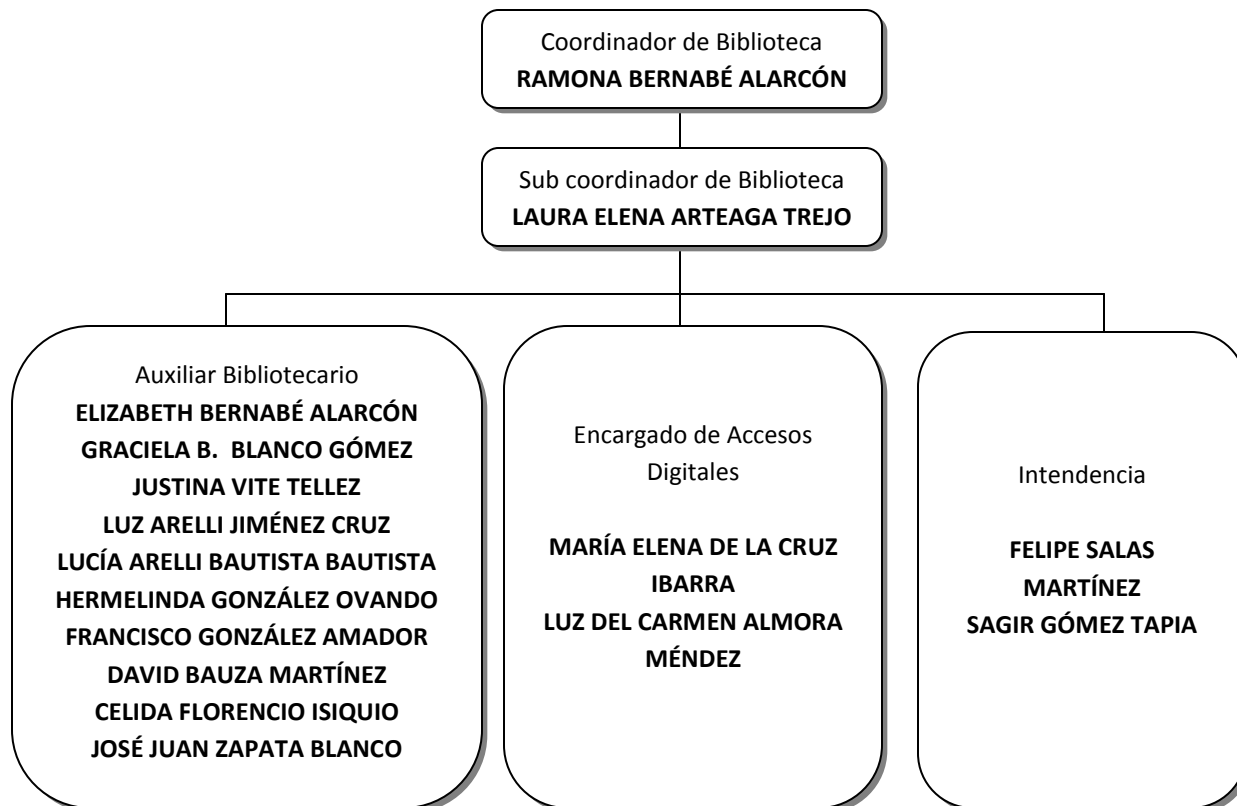 Coordinador de Biblioteca
RAMONA BERNABÉ ALARCÓN
Sub coordinador de Biblioteca
LAURA ELENA ARTEAGA TREJO
Auxiliar Bibliotecario
ELIZABETH BERNABÉ ALARCÓN
GRACIELA B.  BLANCO GÓMEZ
JUSTINA VITE TELLEZ
LUZ ARELLI JIMÉNEZ CRUZ
LUCÍA ARELLI BAUTISTA BAUTISTA
HERMELINDA GONZÁLEZ OVANDO
FRANCISCO GONZÁLEZ AMADOR
DAVID BAUZA MARTÍNEZ
CELIDA FLORENCIO ISIQUIO
JOSÉ JUAN ZAPATA BLANCO
Encargado de Accesos
Digitales
MARÍA ELENA DE LA CRUZ
IBARRA
LUZ DEL CARMEN ALMORA
MÉNDEZ
Intendencia
FELIPE SALAS
MARTÍNEZ
SAGIR GÓMEZ TAPIA